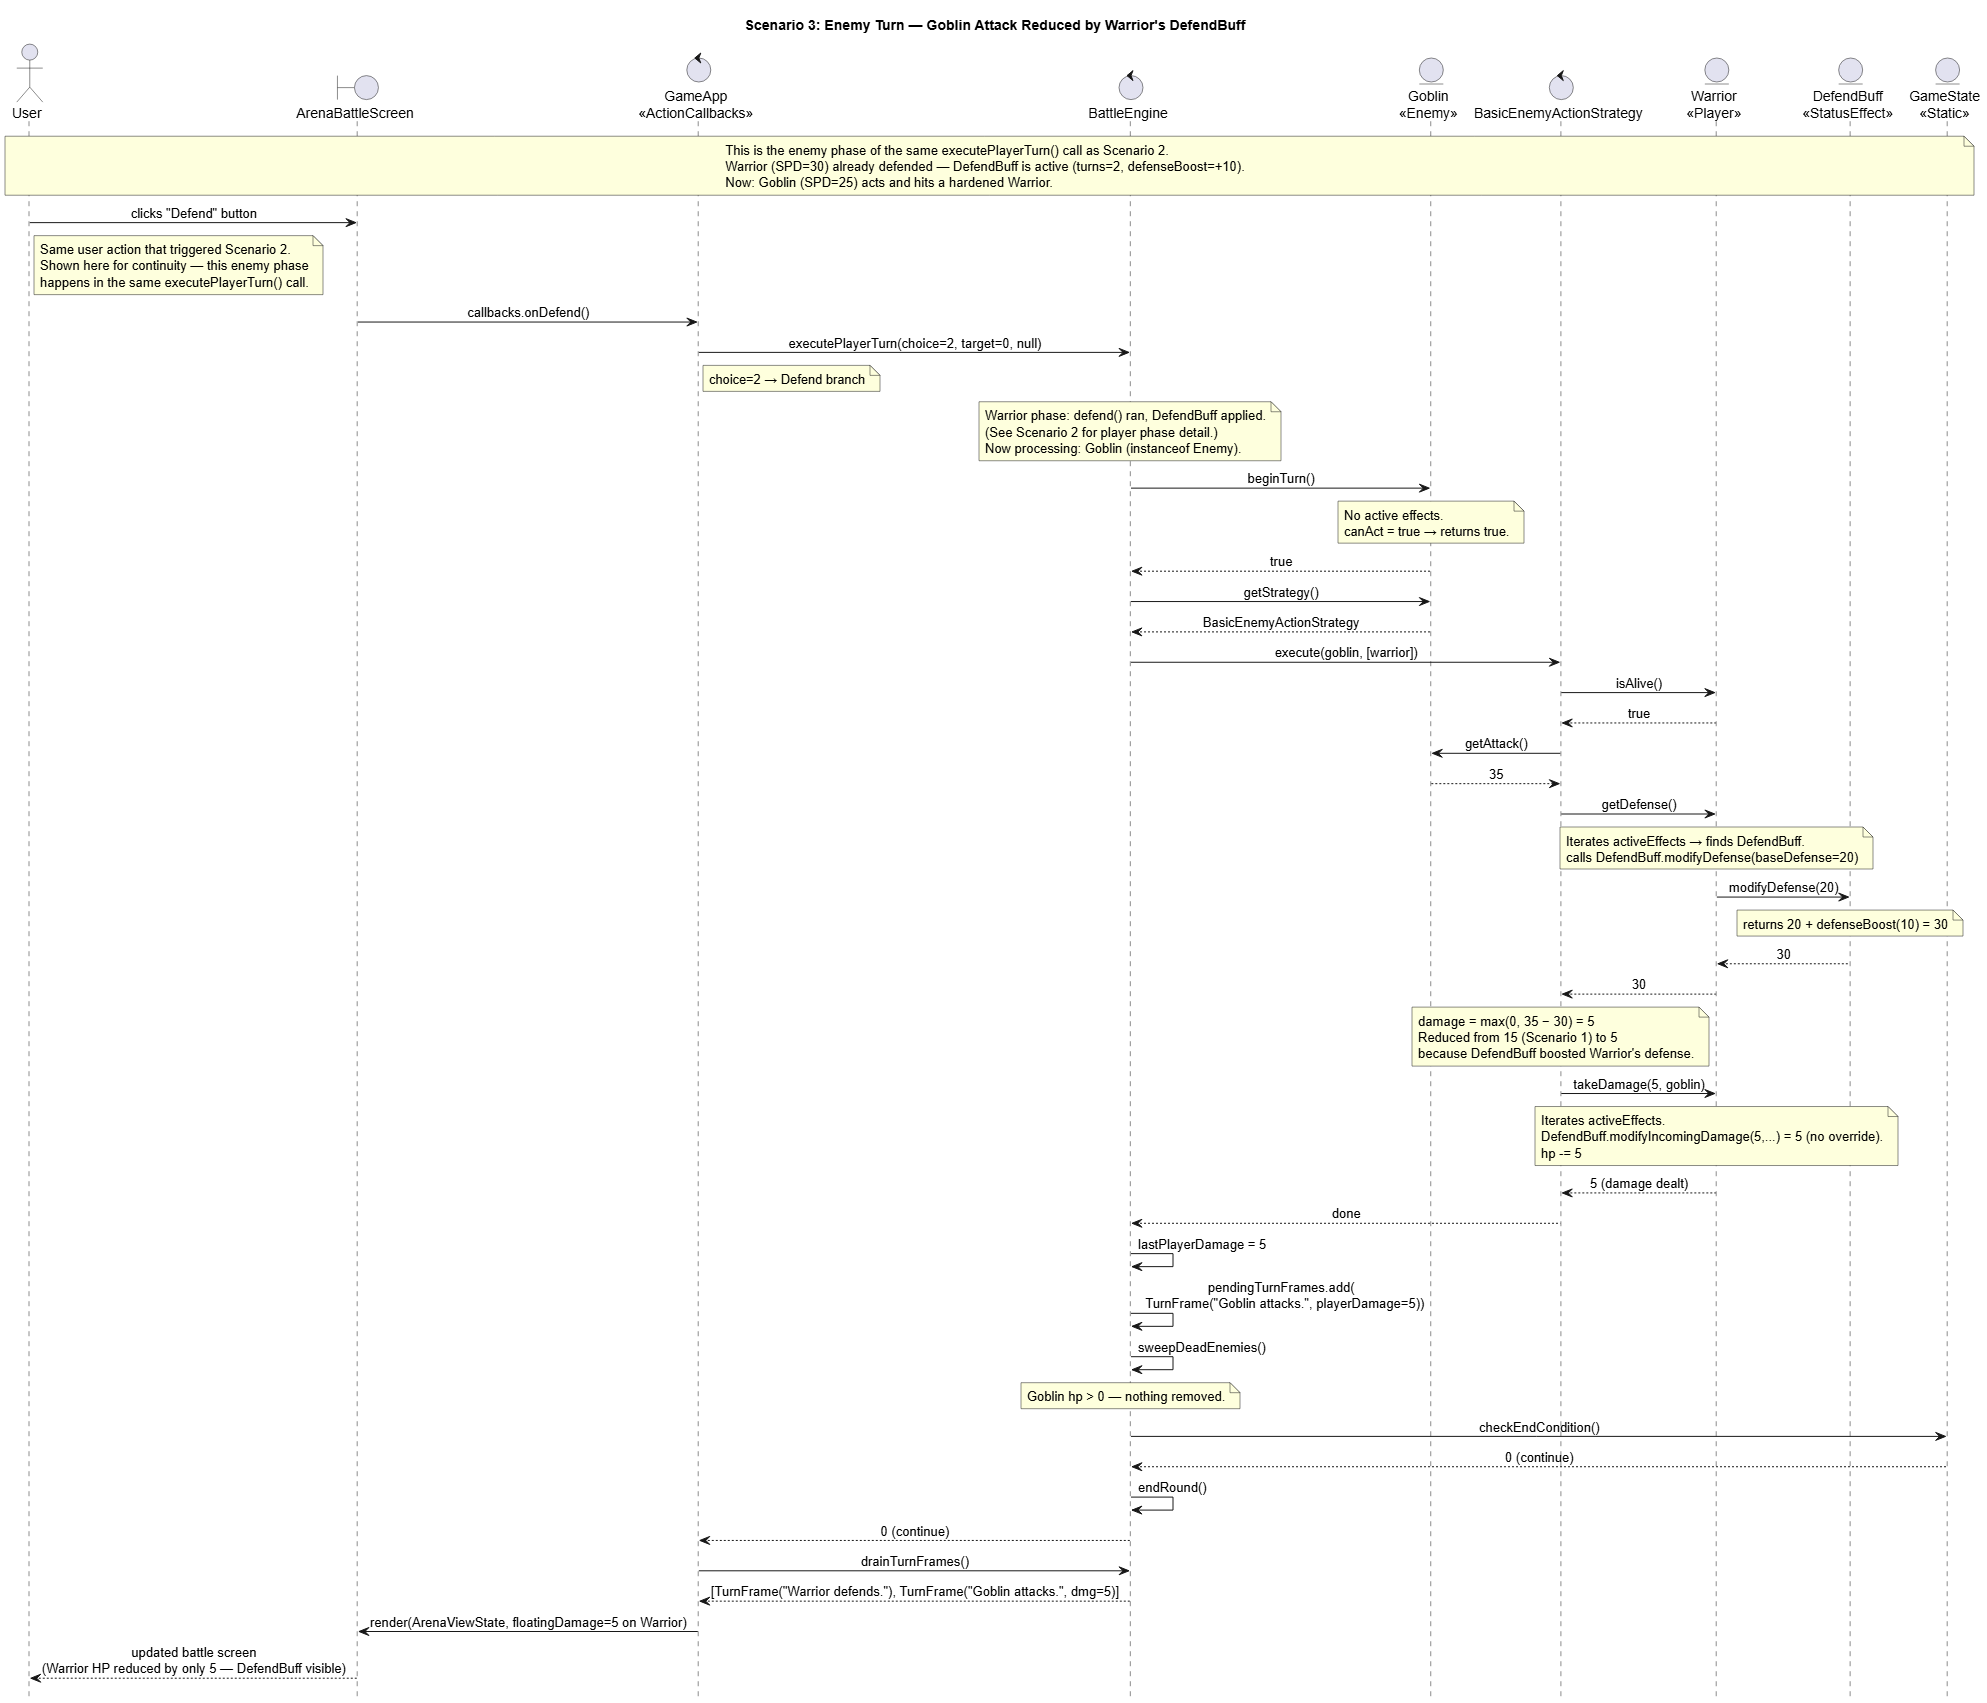 Scenario 3: Enemy Turn — Goblin Attack Reduced by Warrior's DefendBuff
User
ArenaBattleScreen
GameApp
«ActionCallbacks»
BattleEngine
Goblin
«Enemy»
BasicEnemyActionStrategy
Warrior
«Player»
DefendBuff
«StatusEffect»
GameState
«Static»
This is the enemy phase of the same executePlayerTurn() call as Scenario 2.
Warrior (SPD=30) already defended — DefendBuff is active (turns=2, defenseBoost=+10).
Now: Goblin (SPD=25) acts and hits a hardened Warrior.
clicks "Defend" button
Same user action that triggered Scenario 2.
Shown here for continuity — this enemy phase
happens in the same executePlayerTurn() call.
callbacks.onDefend()
executePlayerTurn(choice=2, target=0, null)
choice=2 → Defend branch
Warrior phase: defend() ran, DefendBuff applied.
(See Scenario 2 for player phase detail.)
Now processing: Goblin (instanceof Enemy).
beginTurn()
No active effects.
canAct = true → returns true.
true
getStrategy()
BasicEnemyActionStrategy
execute(goblin, [warrior])
isAlive()
true
getAttack()
35
getDefense()
Iterates activeEffects → finds DefendBuff.
calls DefendBuff.modifyDefense(baseDefense=20)
modifyDefense(20)
returns 20 + defenseBoost(10) = 30
30
30
damage = max(0, 35 − 30) = 5
Reduced from 15 (Scenario 1) to 5
because DefendBuff boosted Warrior's defense.
takeDamage(5, goblin)
Iterates activeEffects.
DefendBuff.modifyIncomingDamage(5,...) = 5 (no override).
hp -= 5
5 (damage dealt)
done
lastPlayerDamage = 5
pendingTurnFrames.add(
TurnFrame("Goblin attacks.", playerDamage=5))
sweepDeadEnemies()
Goblin hp > 0 — nothing removed.
checkEndCondition()
0 (continue)
endRound()
0 (continue)
drainTurnFrames()
[TurnFrame("Warrior defends."), TurnFrame("Goblin attacks.", dmg=5)]
render(ArenaViewState, floatingDamage=5 on Warrior)
updated battle screen
(Warrior HP reduced by only 5 — DefendBuff visible)